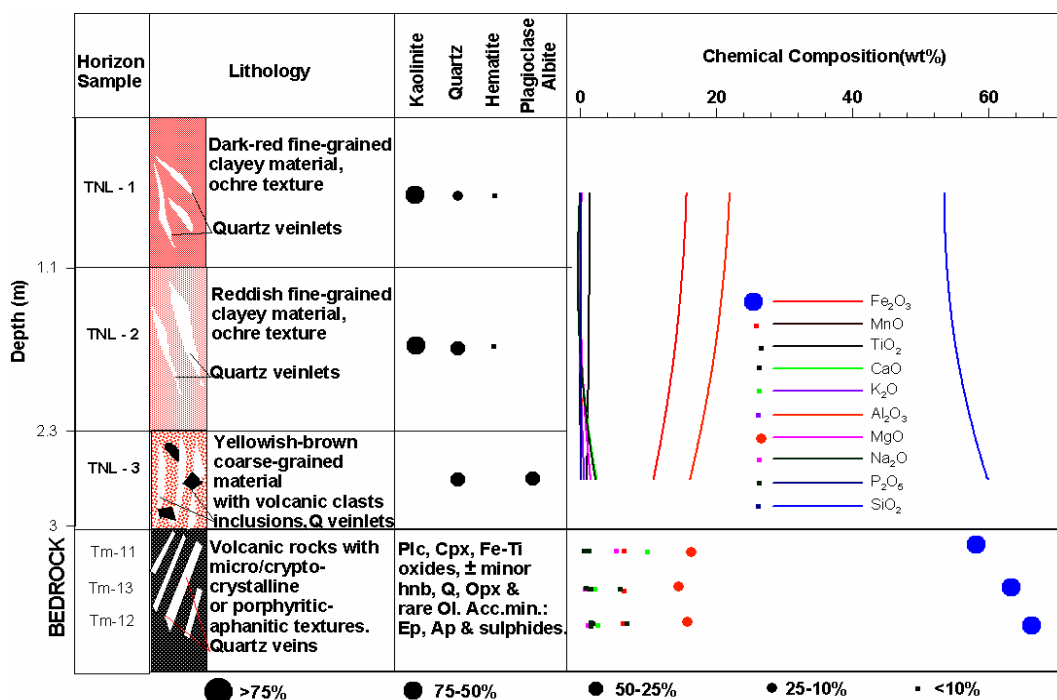 Horizon
Sample
Lithology
Kaolinite
Quartz
Hematite
Plagioclase
Albite
Chemical Composition(wt%)
0 20 40 60
Depth (m)
TNL - 1
Dark-red fine-grained
clayey material,
ochre texture
Quartz veinlets
1.1
TNL - 2
Reddish fine-grained
clayey material,
ochre texture
Quartz veinlets
2.3
TNL - 3
Yellowish-brown
coarse-grained
material
with volcanic clasts
inclusions.Q veinlets
3
Fe₂O₃
MnO
TiO₂
CaO
K₂O
Al₂O₃
MgO
Na₂O
P₂O₅
SiO₂
BEDROCK
Tm-11
Tm-13
Tm-12
Volcanic rocks with
micro/crypto-
crystalline
or porphyritic-
aphanitic textures.
Quartz veins
Plc, Cpx, Fe-Ti
oxides, ± minor
hnb, Q, Opx &
rare Ol. Acc.min.:
Ep, Ap & sulphides.
>75% 75-50% 50-25% 25-10% <10%